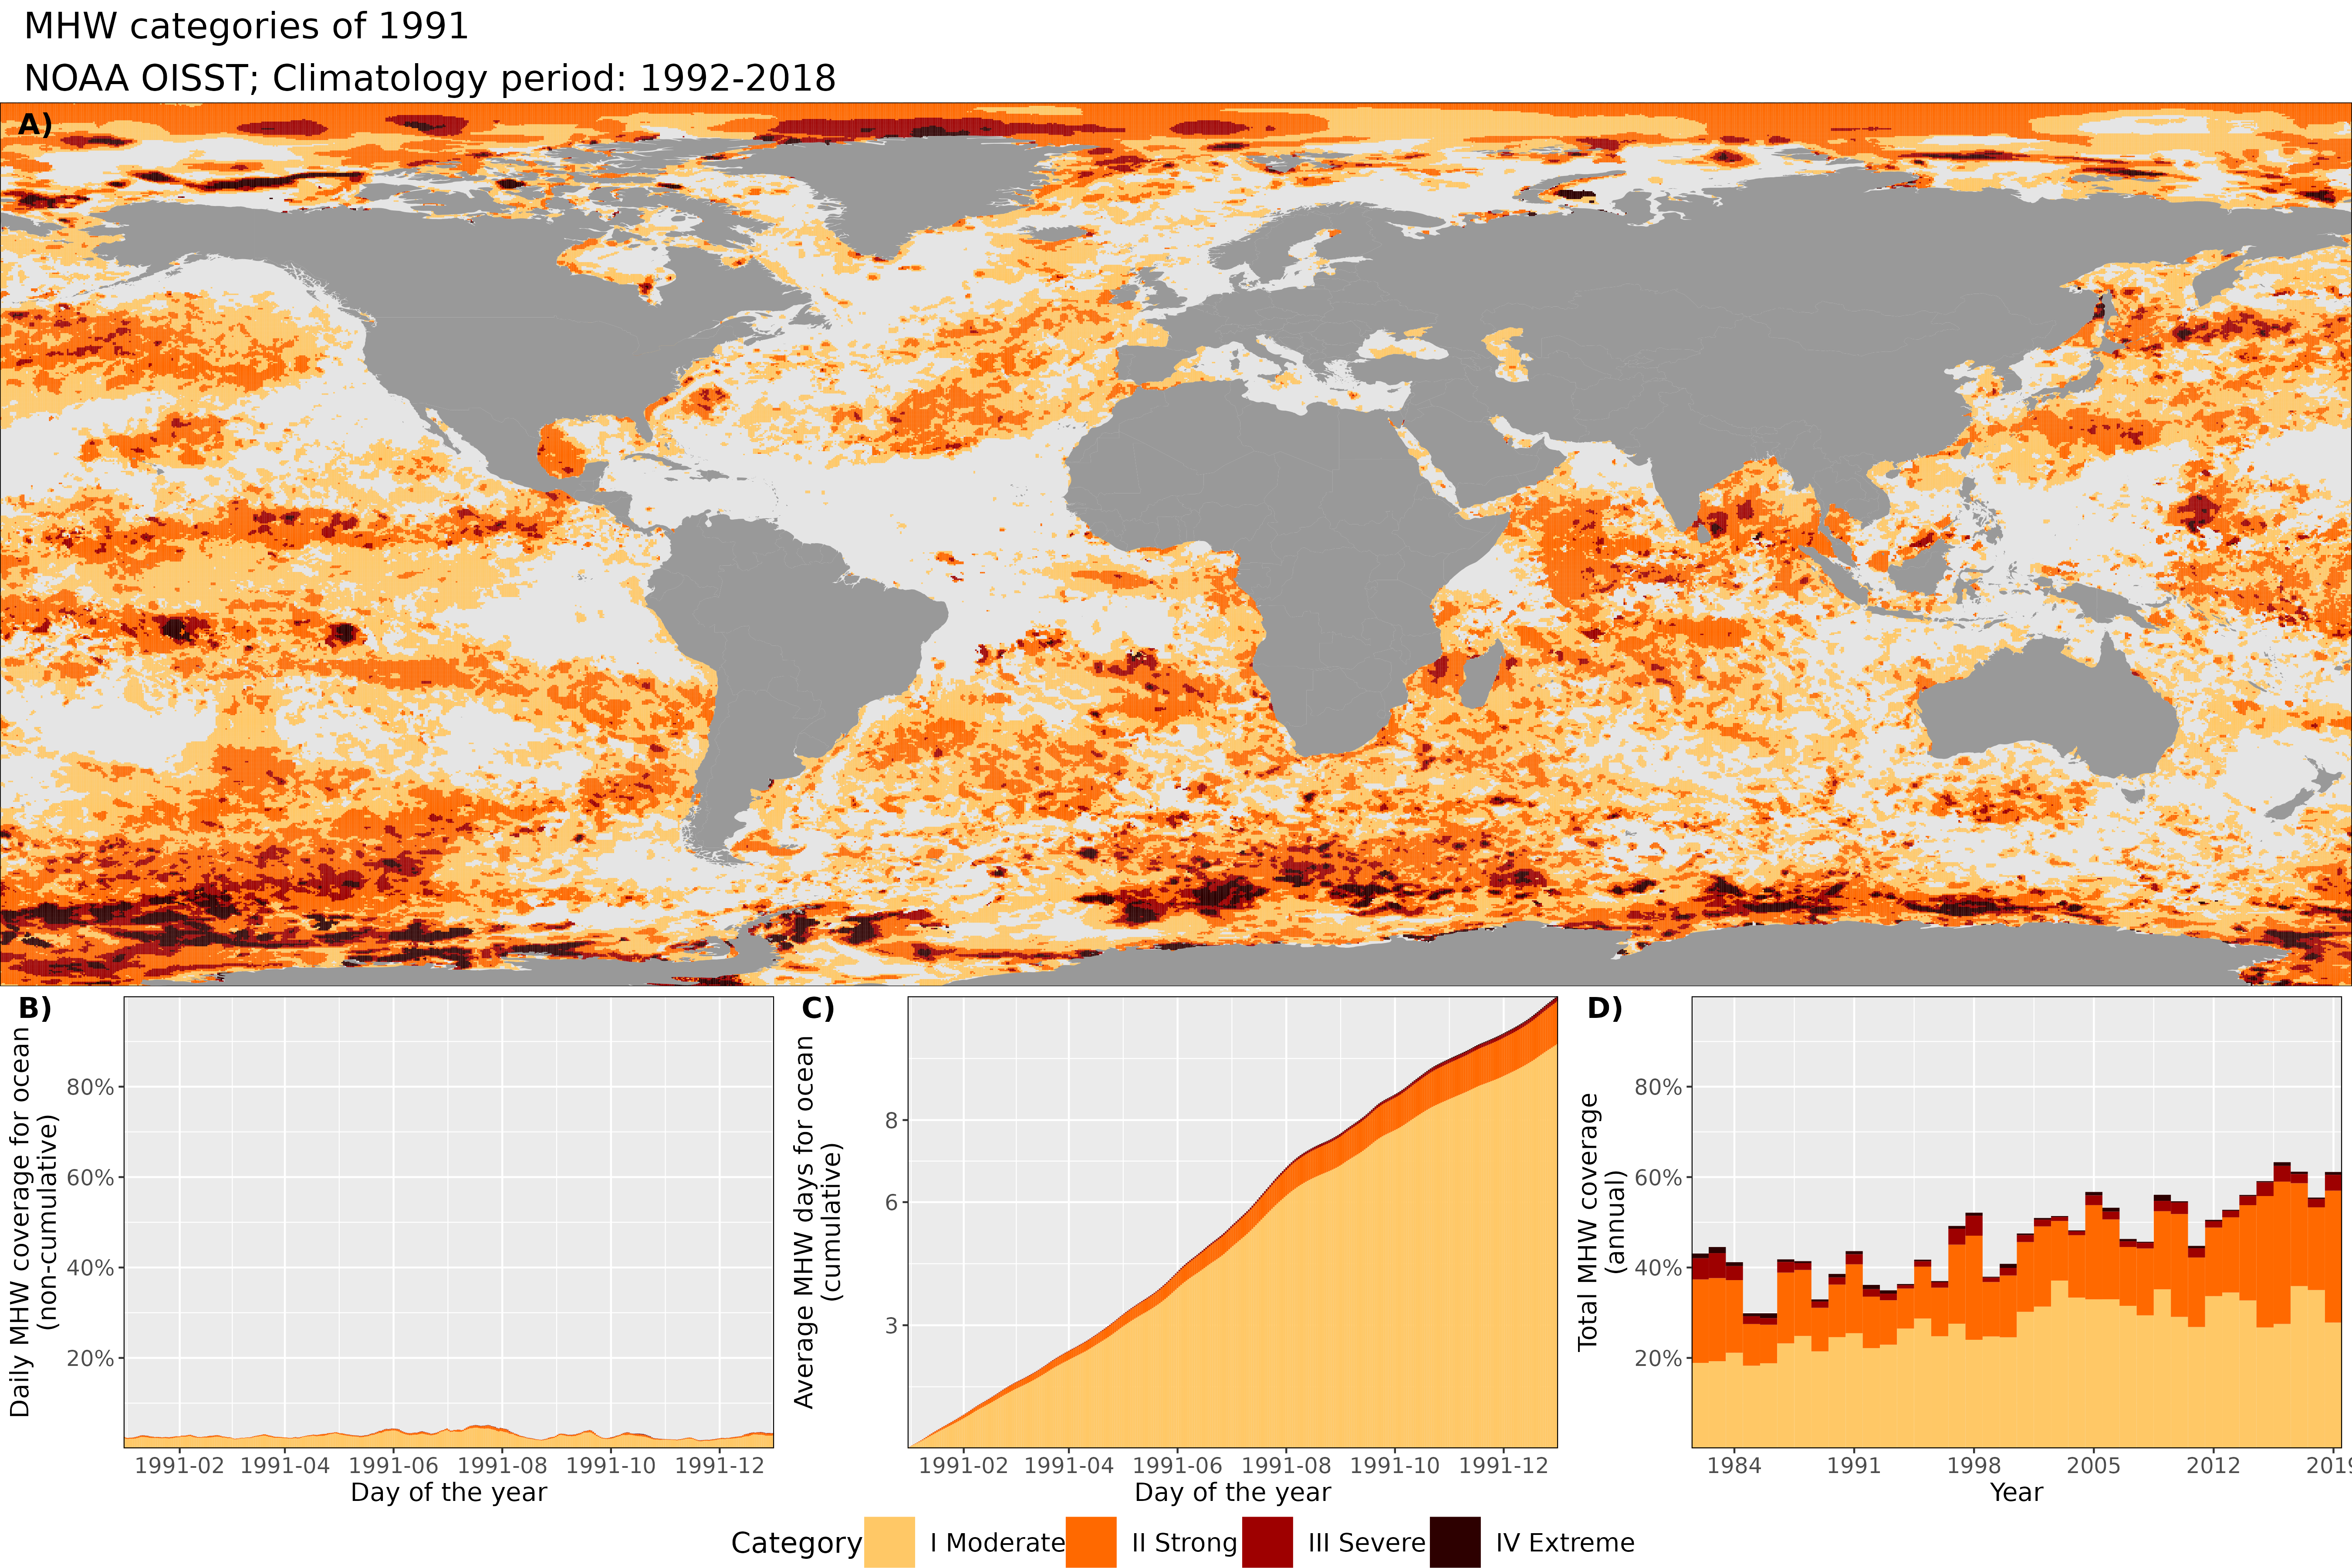 MHW categories of 1991
NOAA OISST; Climatology period: 1992-2018
A)
B)
Daily MHW coverage for ocean
(non-cumulative)
80%
60%
40%
20%
1991-02 1991-04 1991-06 1991-08 1991-10 1991-12
Day of the year
C)
Average MHW days for ocean
(cumulative)
8
6
3
1991-02 1991-04 1991-06 1991-08 1991-10 1991-12
Day of the year
D)
Total MHW coverage
(annual)
80%
60%
40%
20%
1984 1991 1998 2005 2012 2019
Year
Category I Moderate II Strong III Severe IV Extreme